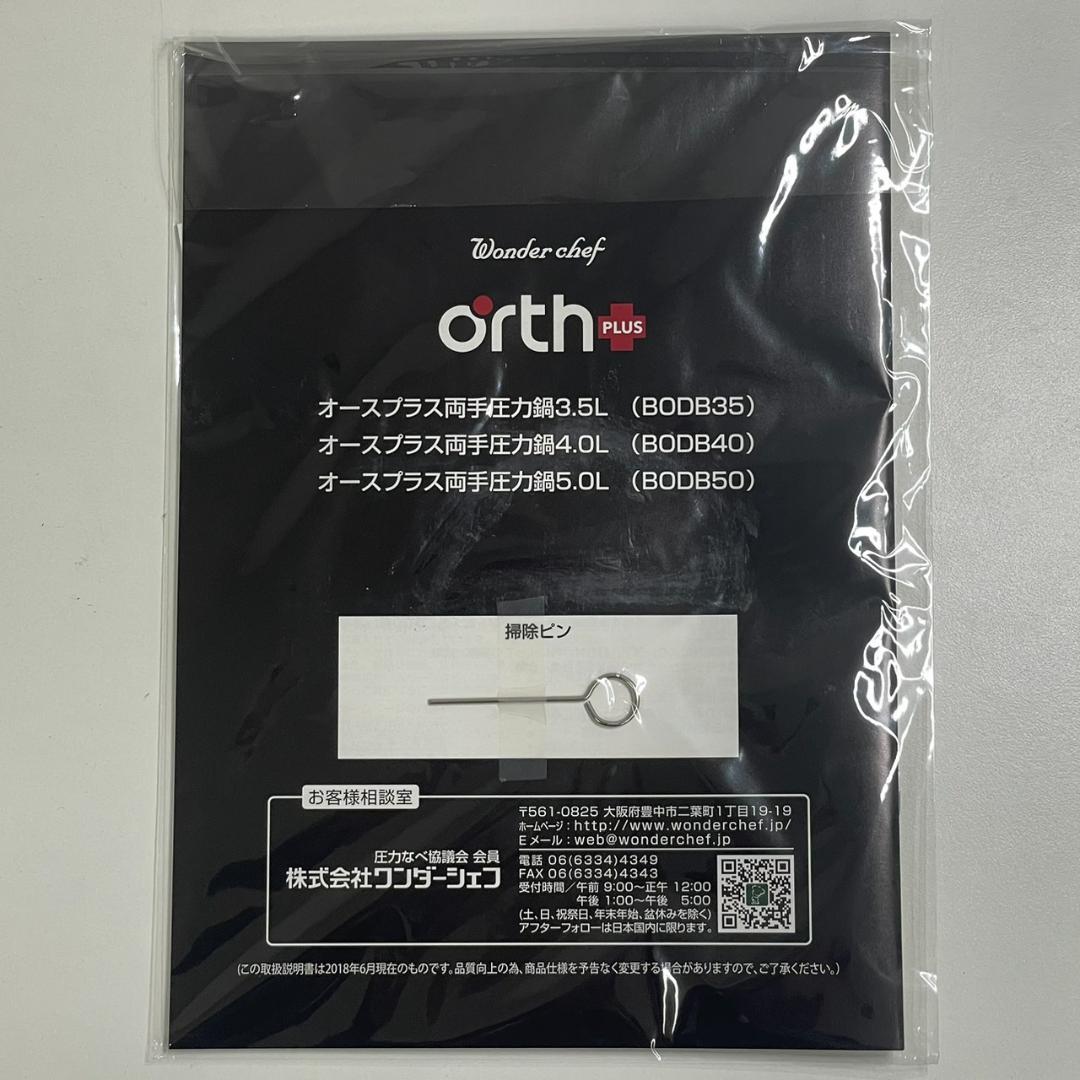 Wonder chef
orth PLUS
オースプラス両手圧力鍋3.5L (BODB35)
オースプラス両手圧力鍋4.0L (BODB40)
オースプラス両手圧力鍋5.0L (BODB50)
掃除ピン
お客様相談室
圧力なべ協議会 会員
株式会社ワンダーシェフ
〒561-0825 大阪府豊中市二葉町1丁目19-19
ホームページ:http://www.wonderchef.jp/
Eメール:web@wonderchef.jp
電話 06(6334)4349
FAX 06(6334)4343
受付時間/午前 9:00~正午 12:00
午後 1:00~午後 5:00
(土、日、祝祭日、年末年始、盆休みを除く)
アフターフォローは日本国内に限ります。
(この取扱説明書は2018年6月現在のものです。品質向上の為、商品仕様を予告なく変更する場合がありますので、ご了承ください。)